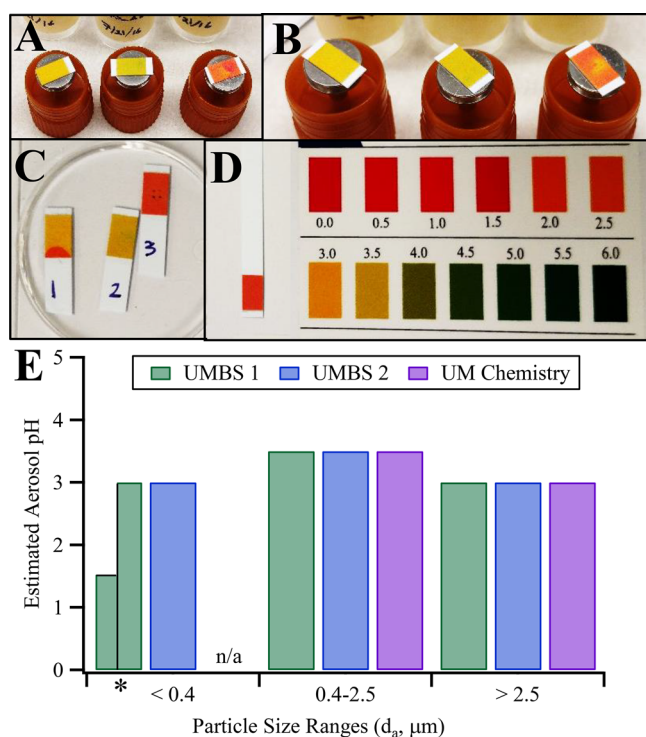 A
B
C
1
2
3
D
0.0 0.5 1.0 1.5 2.0 2.5
3.0 3.5 4.0 4.5 5.0 5.5 6.0
E
UMBS 1 UMBS 2 UM Chemistry
Estimated Aerosol pH
5
4
3
2
1
0
n/a
*
< 0.4 0.4-2.5 > 2.5
Particle Size Ranges (dₐ, μm)